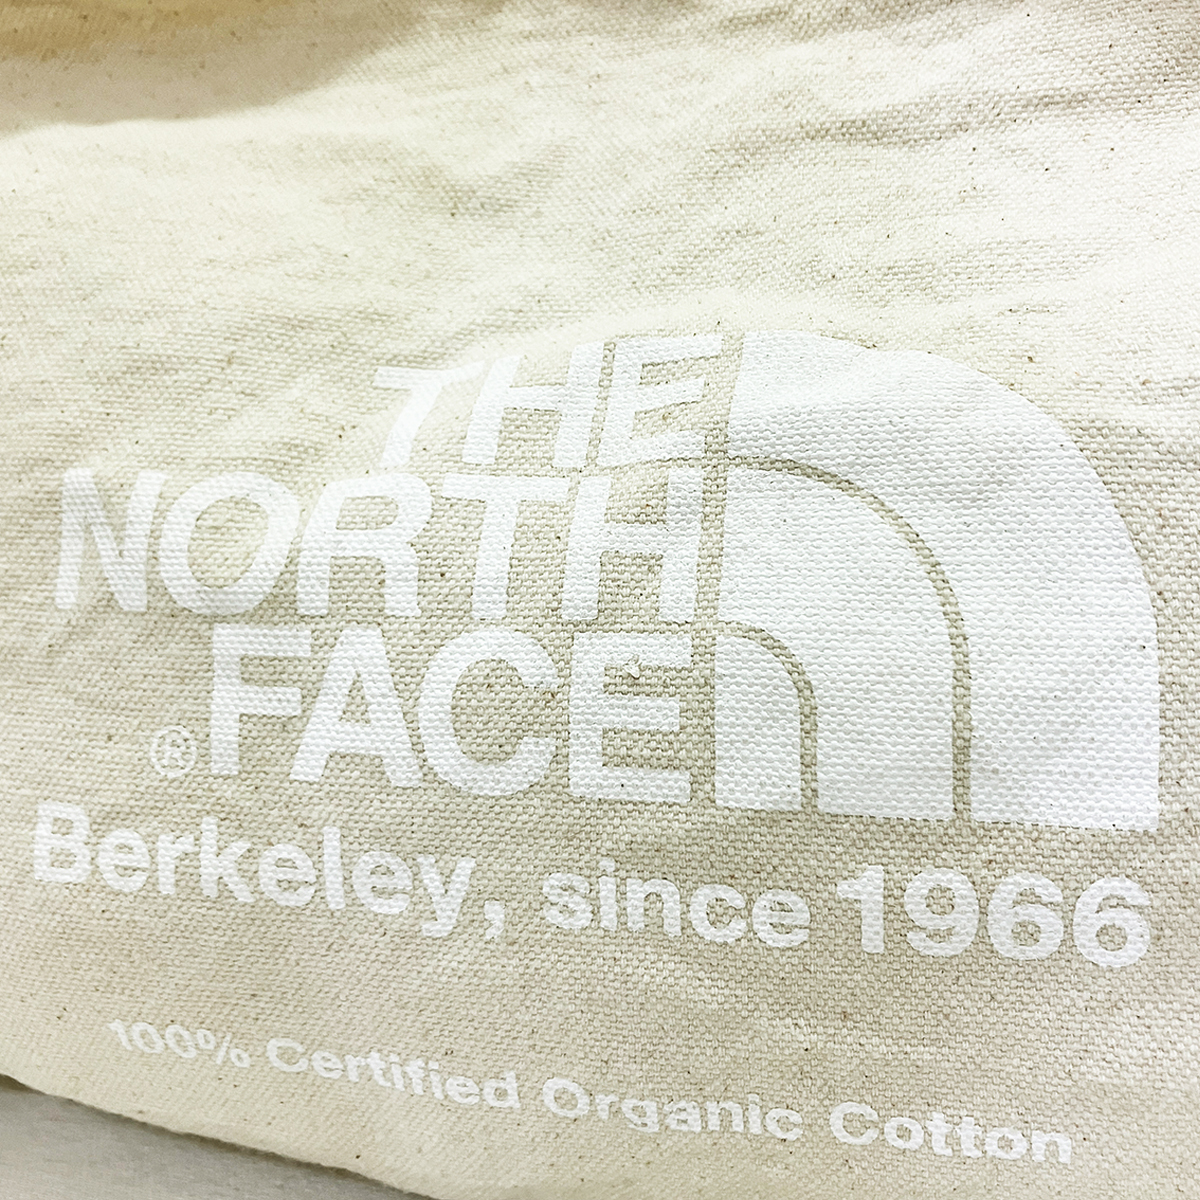 THE
NORTH
® FACE
Berkeley, since 1966
100% Certified Organic Cotton